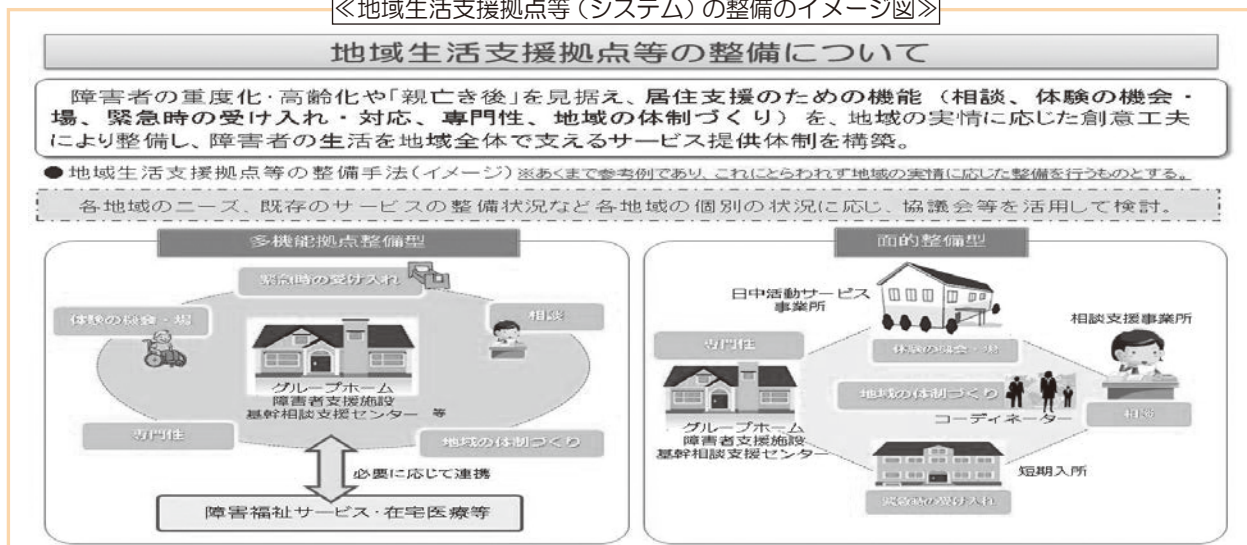 ≪地域生活支援拠点等（システム）の整備のイメージ図≫
地域生活支援拠点等の整備について
障害者の重度化・高齢化や「親亡き後」を見据え、居住支援のための機能（相談、体験の機会・
場、緊急時の受け入れ・対応、専門性、地域の体制づくり）を、地域の実情に応じた創意工夫
により整備し、障害者の生活を地域全体で支えるサービス提供体制を構築。
●地域生活支援拠点等の整備手法（イメージ）※あくまで参考例であり、これにとらわれず地域の実情に応じた整備を行うものとする。
各地域のニーズ、既存のサービスの整備状況など各地域の個別の状況に応じ、協議会等を活用して検討。
多機能拠点整備型
緊急時の受け入れ
体験の機会・場
相談
グループホーム
障害者支援施設
基幹相談支援センター 等
専門性
地域の体制づくり
必要に応じて連携
障害福祉サービス・在宅医療等
面的整備型
日中活動サービス
事業所
相談支援事業所
専門性
体験の機会・場
地域の体制づくり
コーディネーター
相談
グループホーム
障害者支援施設
基幹相談支援センター
短期入所
緊急時の受け入れ